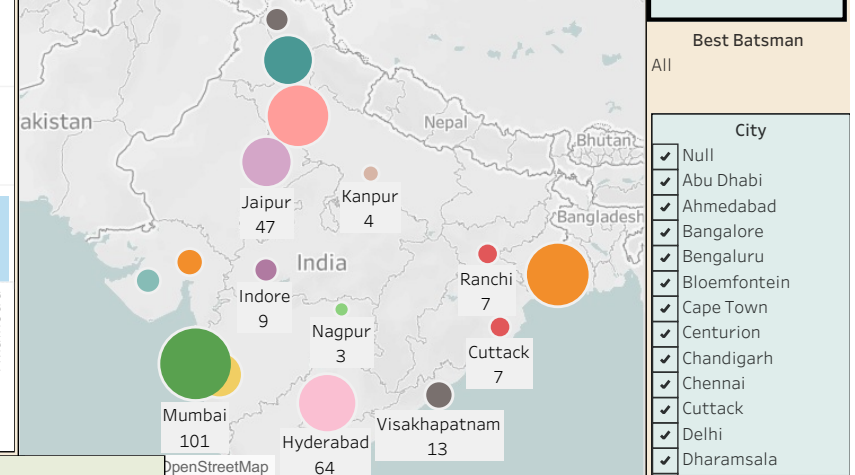 akistan
Nepal
Bhutan
Bangladesh
India
Jaipur
47
Kanpur
4
Indore
9
Ranchi
7
Nagpur
3
Cuttack
7
Mumbai
101
Hyderabad
64
Visakhapatnam
13
OpenStreetMap
Best Batsman
All
City
Null
Abu Dhabi
Ahmedabad
Bangalore
Bengaluru
Bloemfontein
Cape Town
Centurion
Chandigarh
Chennai
Cuttack
Delhi
Dharamsala